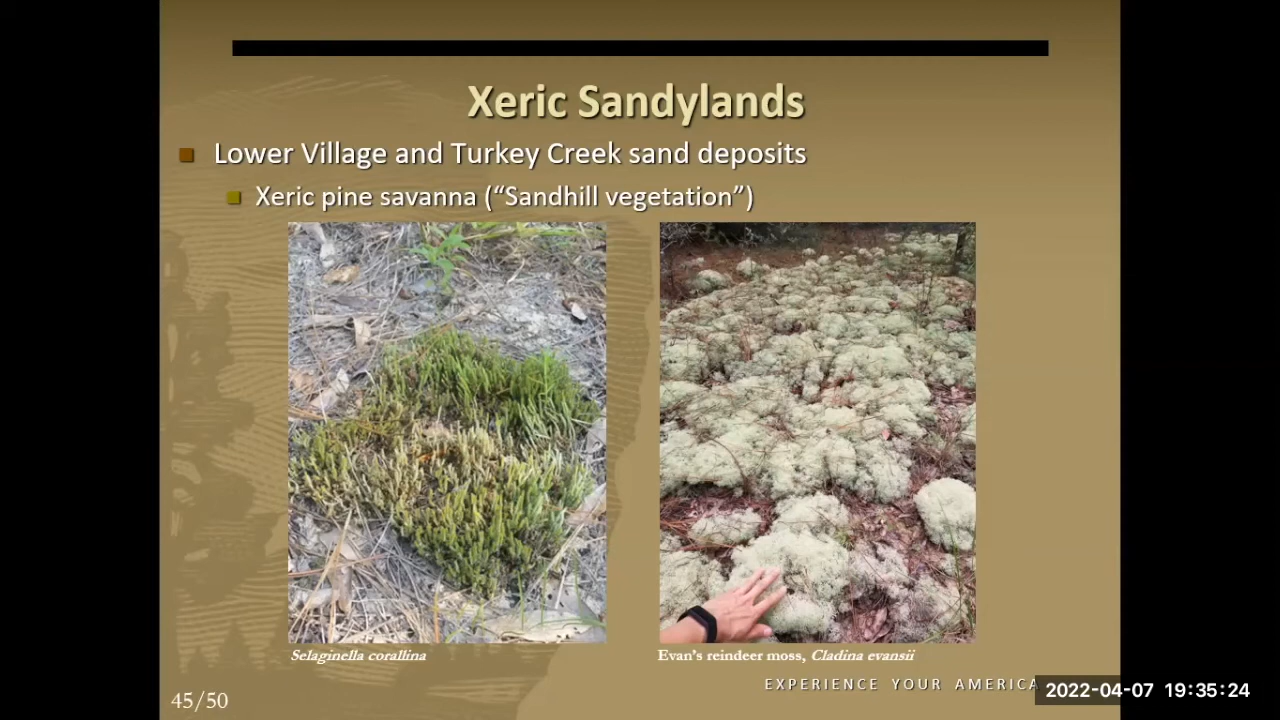 Xeric Sandylands
Lower Village and Turkey Creek sand deposits
Xeric pine savanna (“Sandhill vegetation”)
Selaginella corallina
Evan’s reindeer moss, Cladina evansii
EXPERIENCE YOUR AMERICA
45/50
2022-04-07 19:35:24